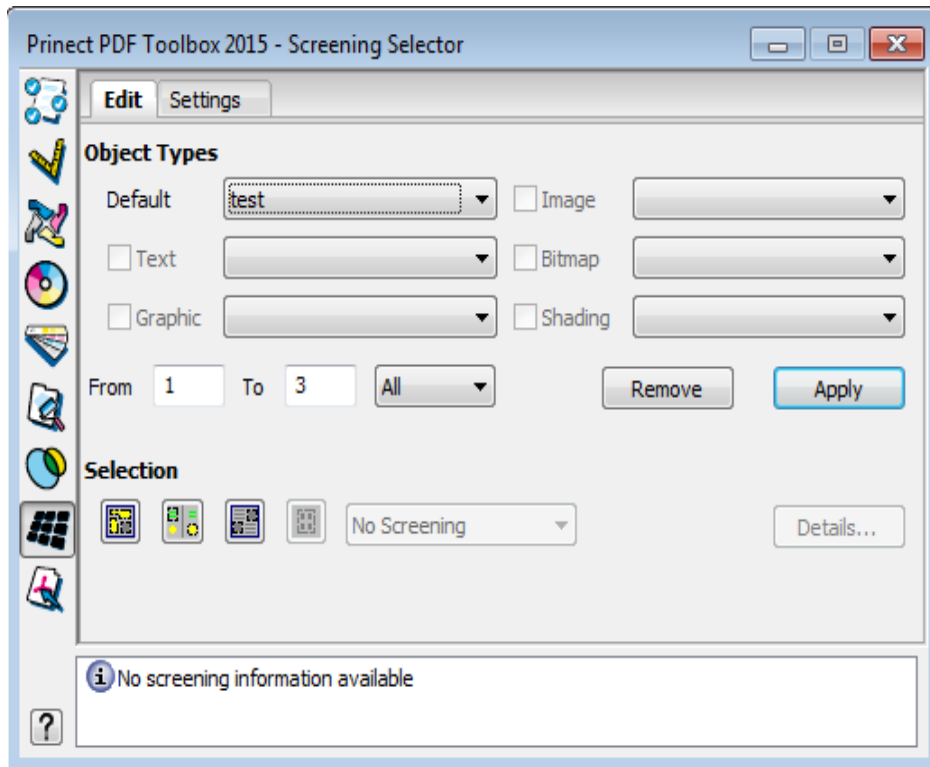 Prinect PDF Toolbox 2015 - Screening Selector
Edit Settings
Object Types
Default test Image
Text Bitmap
Graphic Shading
From 1 To 3 All Remove Apply
Selection
No Screening Details...
No screening information available
?